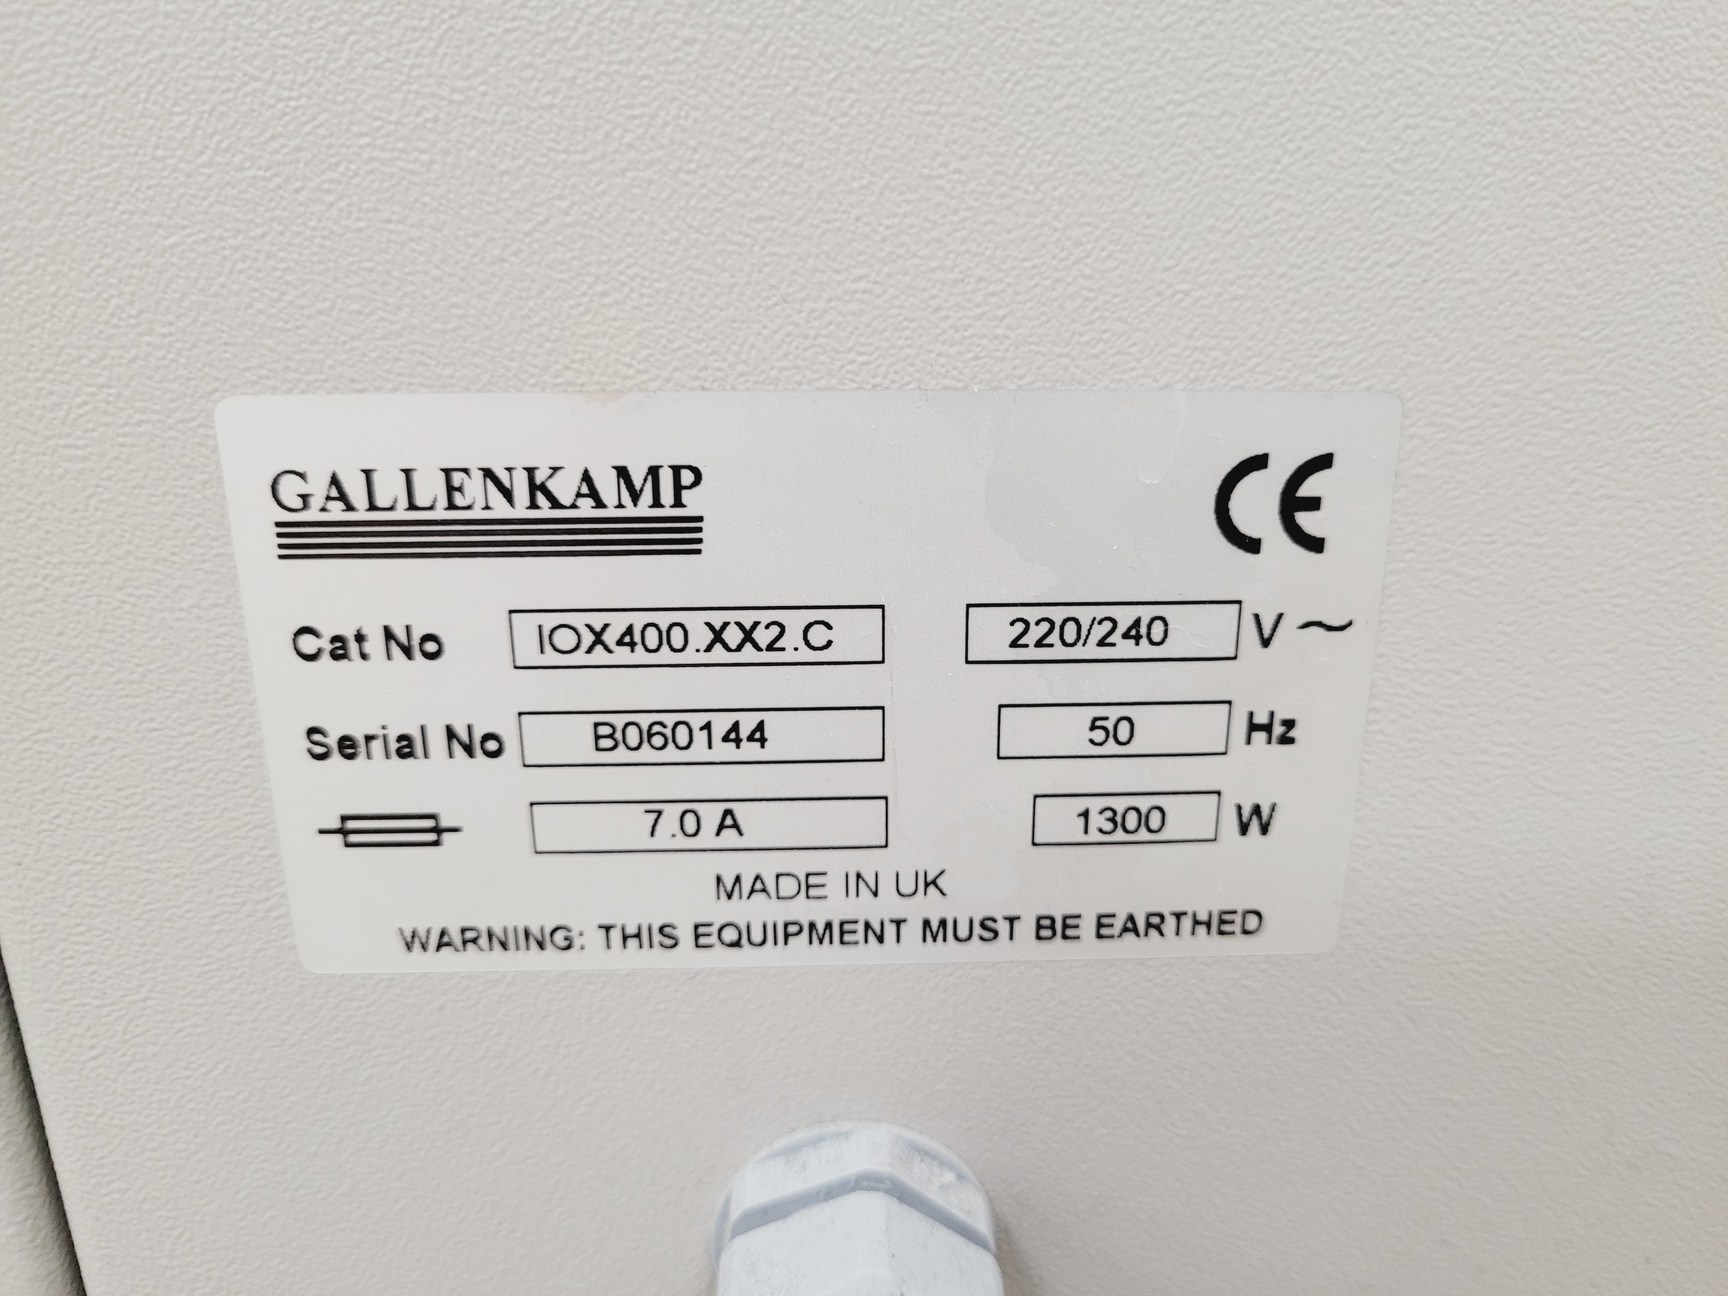 GALLENKAMP CE
Cat No IOX400.XX2.C 220/240 V ~
Serial No B060144 50 Hz
7.0 A 1300 W
MADE IN UK
WARNING: THIS EQUIPMENT MUST BE EARTHED